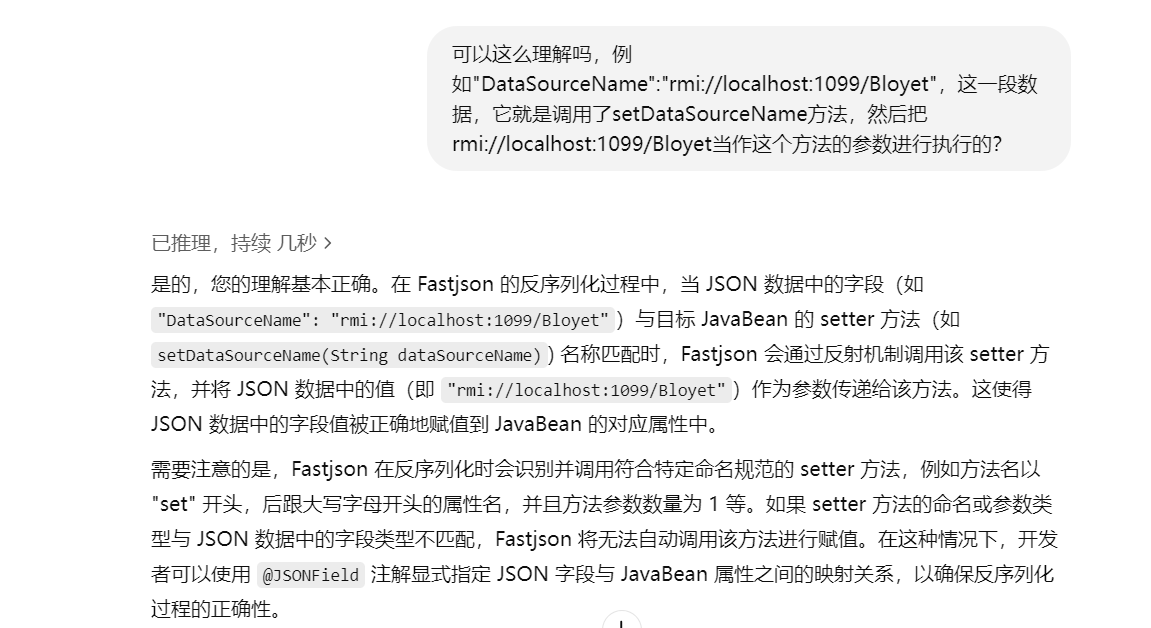 可以这么理解吗，例
如"DataSourceName":"rmi://localhost:1099/Bloyet"，这一段数
据，它就是调用了setDataSourceName方法，然后把
rmi://localhost:1099/Bloyet当作这个方法的参数进行执行的？
已推理，持续 几秒 >
是的，您的理解基本正确。在 Fastjson 的反序列化过程中，当 JSON 数据中的字段（如
"DataSourceName": "rmi://localhost:1099/Bloyet"）与目标 JavaBean 的 setter 方法（如
setDataSourceName(String dataSourceName)) 名称匹配时，Fastjson 会通过反射机制调用该 setter 方
法，并将 JSON 数据中的值（即 "rmi://localhost:1099/Bloyet"）作为参数传递给该方法。这使得
JSON 数据中的字段值被正确地赋值到 JavaBean 的对应属性中。
需要注意的是，Fastjson 在反序列化时会识别并调用符合特定命名规范的 setter 方法，例如方法名以
"set" 开头，后跟大写字母开头的属性名，并且方法参数数量为 1 等。如果 setter 方法的命名或参数类
型与 JSON 数据中的字段类型不匹配，Fastjson 将无法自动调用该方法进行赋值。在这种情况下，开发
者可以使用 @JSONField 注解显式指定 JSON 字段与 JavaBean 属性之间的映射关系，以确保反序列化
过程的正确性。